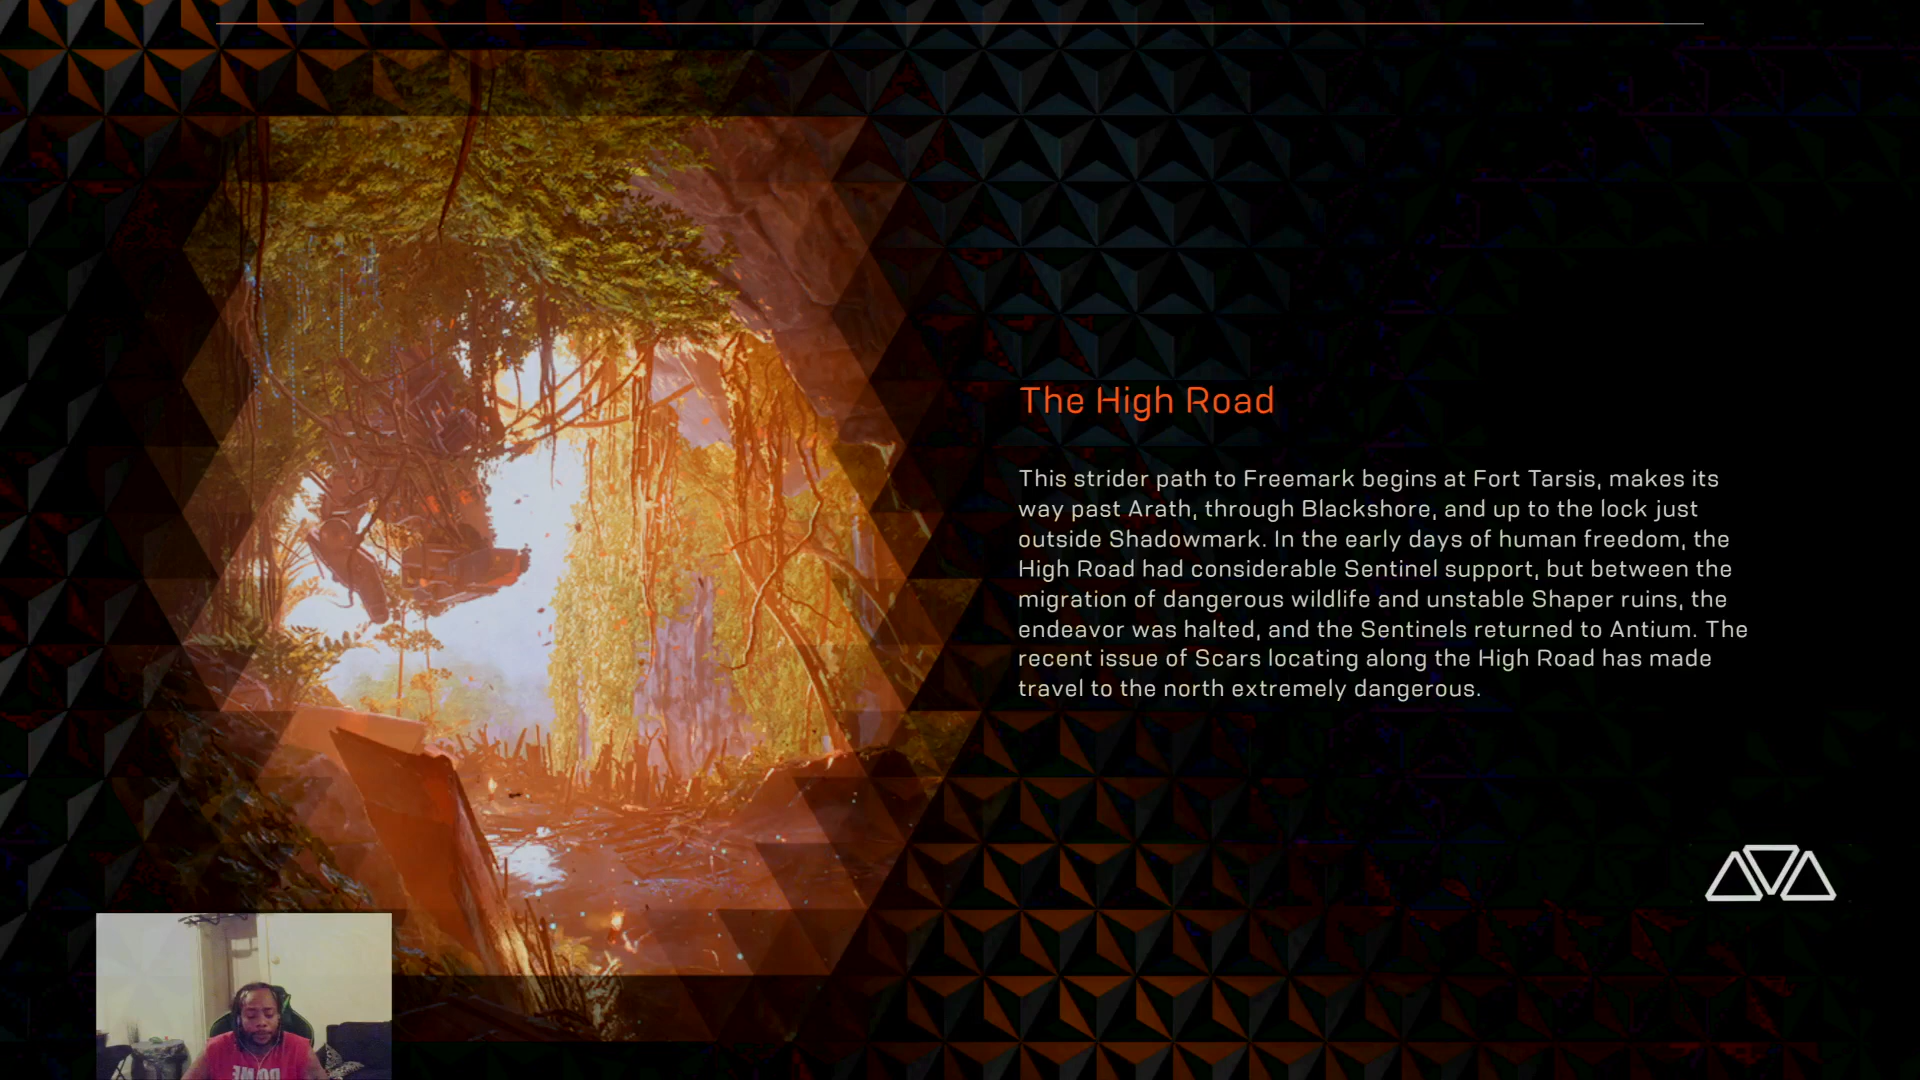 The High Road
This strider path to Freemark begins at Fort Tarsis, makes its
way past Arath, through Blackshore, and up to the lock just
outside Shadowmark. In the early days of human freedom, the
High Road had considerable Sentinel support, but between the
migration of dangerous wildlife and unstable Shaper ruins, the
endeavor was halted, and the Sentinels returned to Antium. The
recent issue of Scars locating along the High Road has made
travel to the north extremely dangerous.